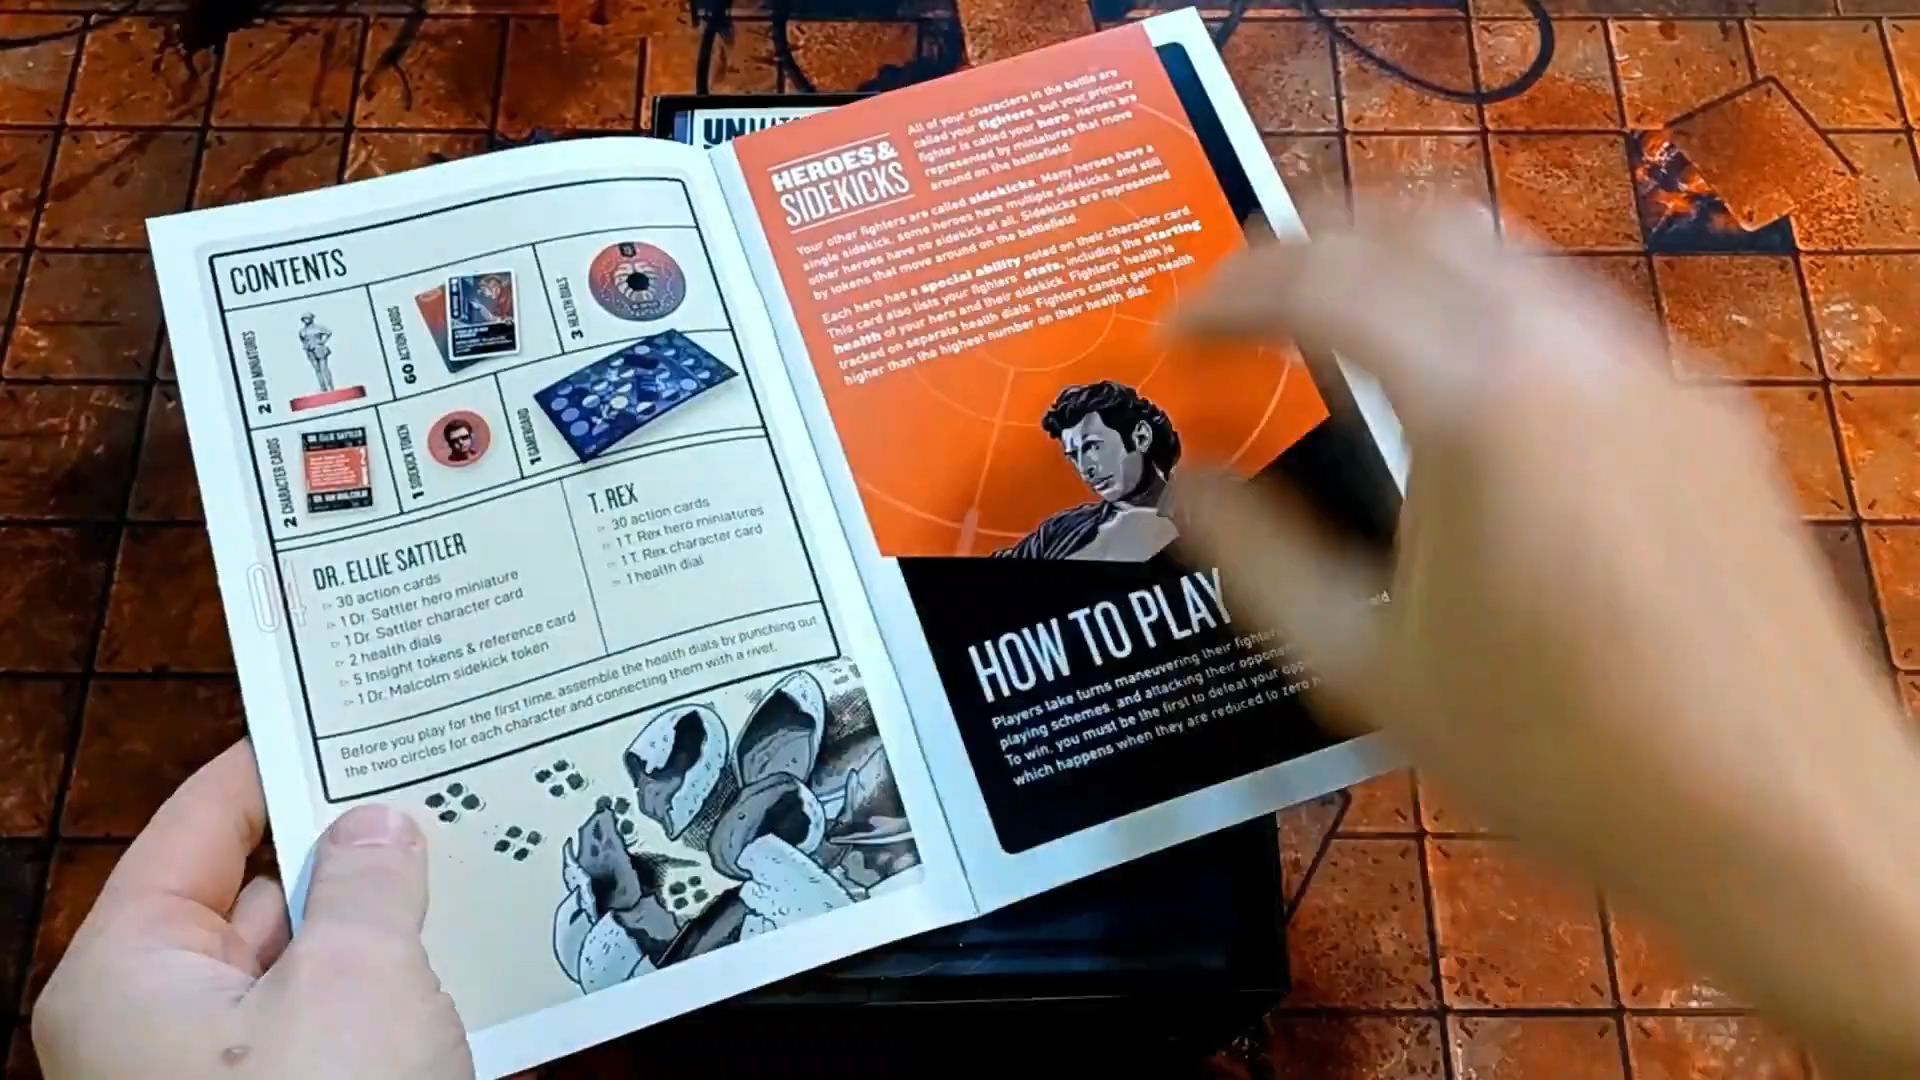 UNMAT
CONTENTS
2 HERO MINIATURES
60 ACTION CARDS
3 HEALTH DIALS
2 CHARACTER CARDS
DR. ELLIE SATTLER
DR. IAN MALCOLM
1 SIDEKICK TOKEN
1 GAMEBOARD
DR. ELLIE SATTLER
30 action cards
1 Dr. Sattler hero miniature
1 Dr. Sattler character card
2 health dials
5 Insight tokens & reference card
1 Dr. Malcolm sidekick token
T. REX
30 action cards
1 T. Rex hero miniatures
1 T. Rex character card
1 health dial
Before you play for the first time, assemble the health dials by punching out
the two circles for each character and connecting them with a rivet.
04
HEROES &
SIDEKICKS
All of your characters in the battle are
called your fighters, but your primary
fighter is called your hero. Heroes are
represented by miniatures that move
around on the battlefield.
Your other fighters are called sidekicks. Many heroes have a
single sidekick, some heroes have multiple sidekicks, and still
other heroes have no sidekick at all. Sidekicks are represented
by tokens that move around on the battlefield.
Each hero has a special ability noted on their character card.
This card also lists your fighters' stats, including the starting
health of your hero and their sidekick. Fighters' health is
tracked on separate health dials. Fighters cannot gain health
higher than the highest number on their health dial.
HOW TO PLAY
Players take turns maneuvering their fighter
playing schemes, and attacking their
To win, you must be the first to defeat your
which happens when they are reduced to zero